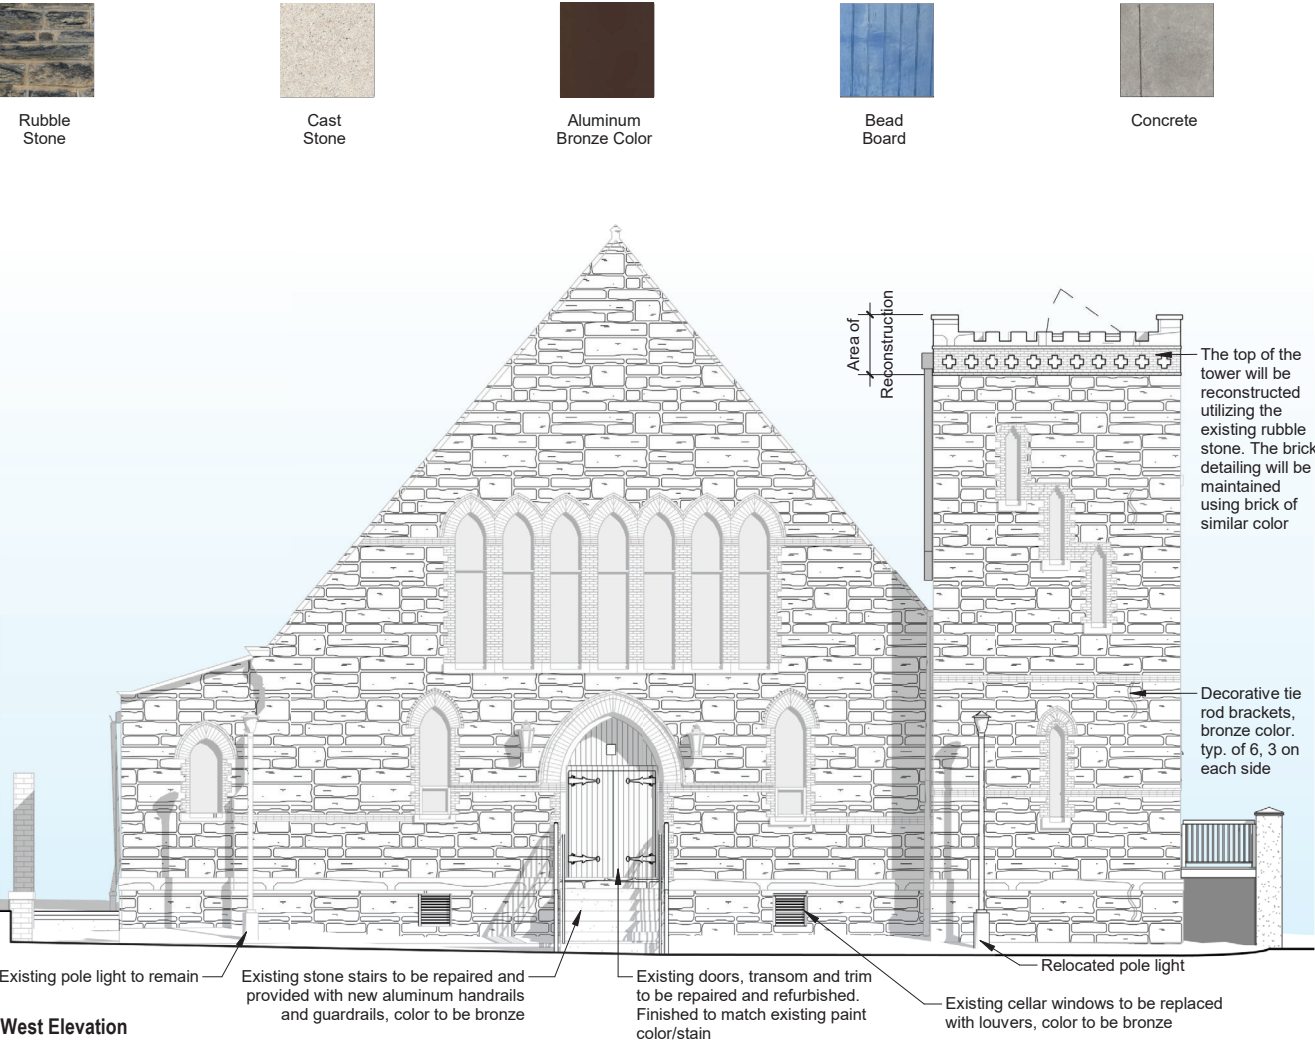 Rubble
Stone
Cast
Stone
Aluminum
Bronze Color
Bead
Board
Concrete
Area of
Reconstruction
The top of the
tower will be
reconstructed
utilizing the
existing rubble
stone. The brick
detailing will be
maintained
using brick of
similar color
Decorative tie
rod brackets,
bronze color.
typ. of 6, 3 on
each side
Existing pole light to remain
Existing stone stairs to be repaired and
provided with new aluminum handrails
and guardrails, color to be bronze
Existing doors, transom and trim
to be repaired and refurbished.
Finished to match existing paint
color/stain
Relocated pole light
Existing cellar windows to be replaced
with louvers, color to be bronze
West Elevation